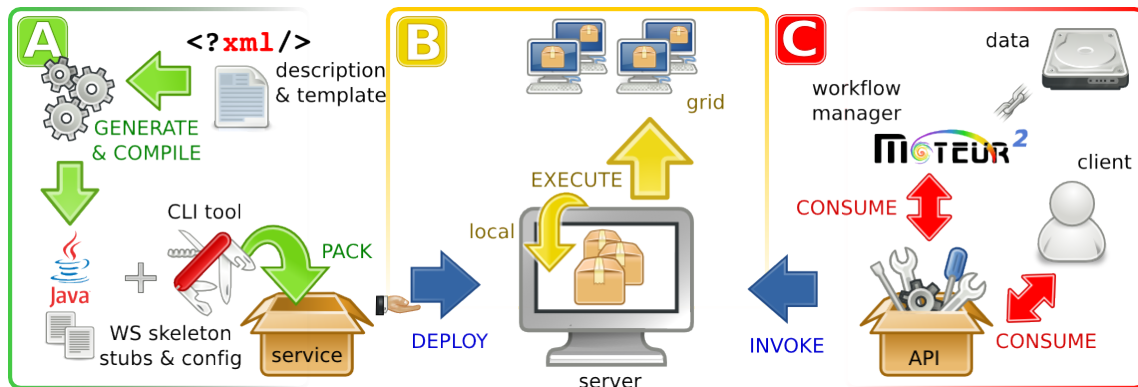 A
<?xml/>
description
& template
GENERATE
& COMPILE
CLI tool
PACK
Java
WS skeleton
stubs & config
service
DEPLOY
B
grid
EXECUTE
local
server
C
data
workflow
manager
MOTEUR2
client
CONSUME
INVOKE
API
CONSUME